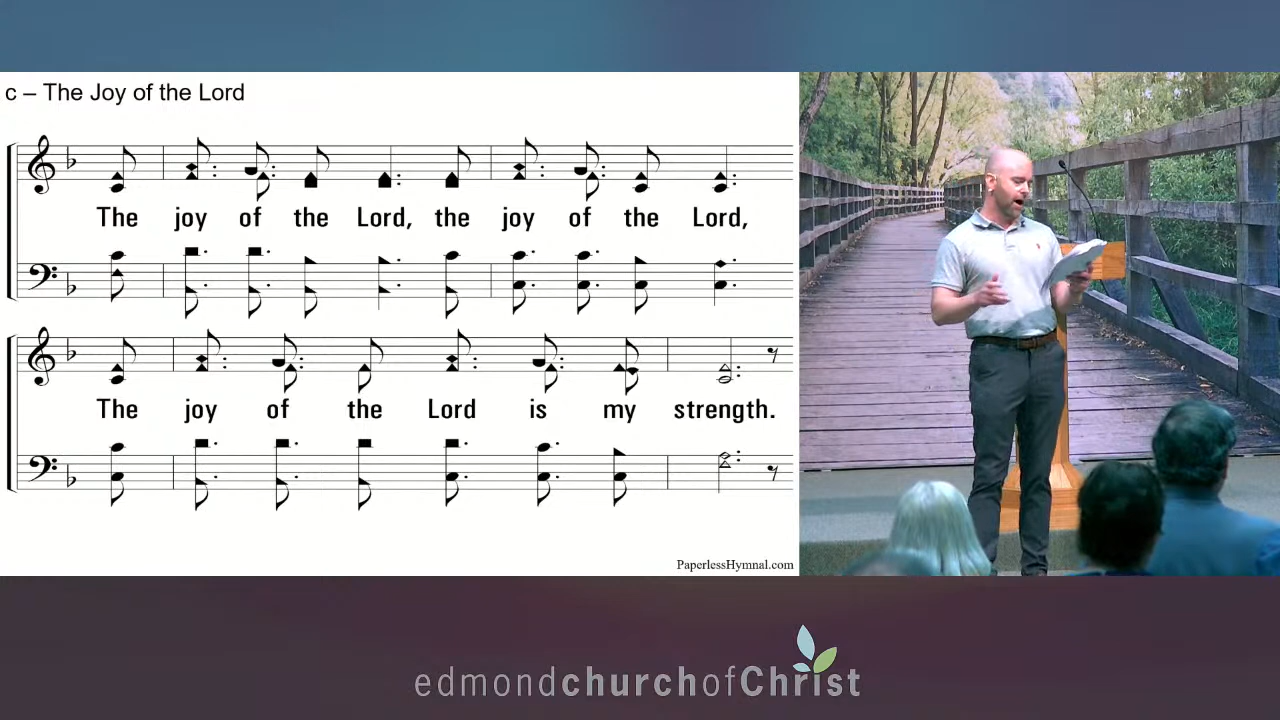 c – The Joy of the Lord
The joy of the Lord, the joy of the Lord,
The joy of the Lord is my strength.
PaperlessHymnal.com
edmondchurchofChrist